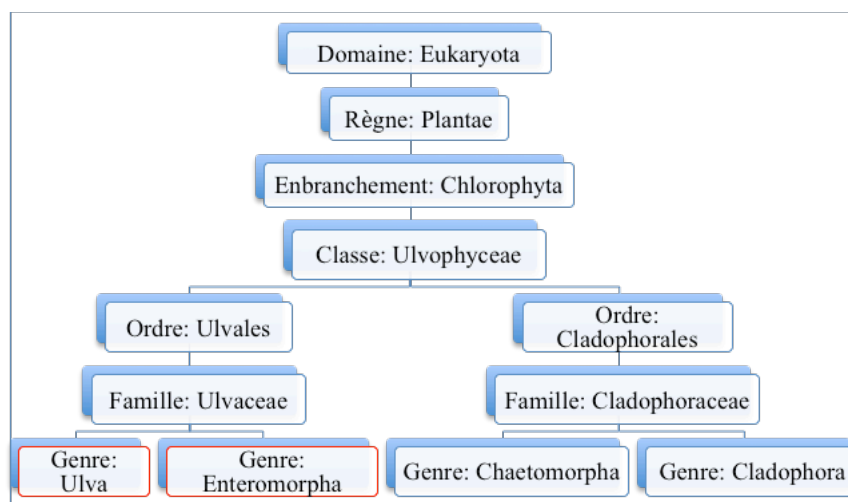 Domaine: Eukaryota
Règne: Plantae
Enbranchement: Chlorophyta
Classe: Ulvophyceae
Ordre: Ulvales
Ordre:
Cladophorales
Famille: Ulvaceae
Famille: Cladophoraceae
Genre:
Ulva
Genre:
Enteromorpha
Genre: Chaetomorpha
Genre: Cladophora